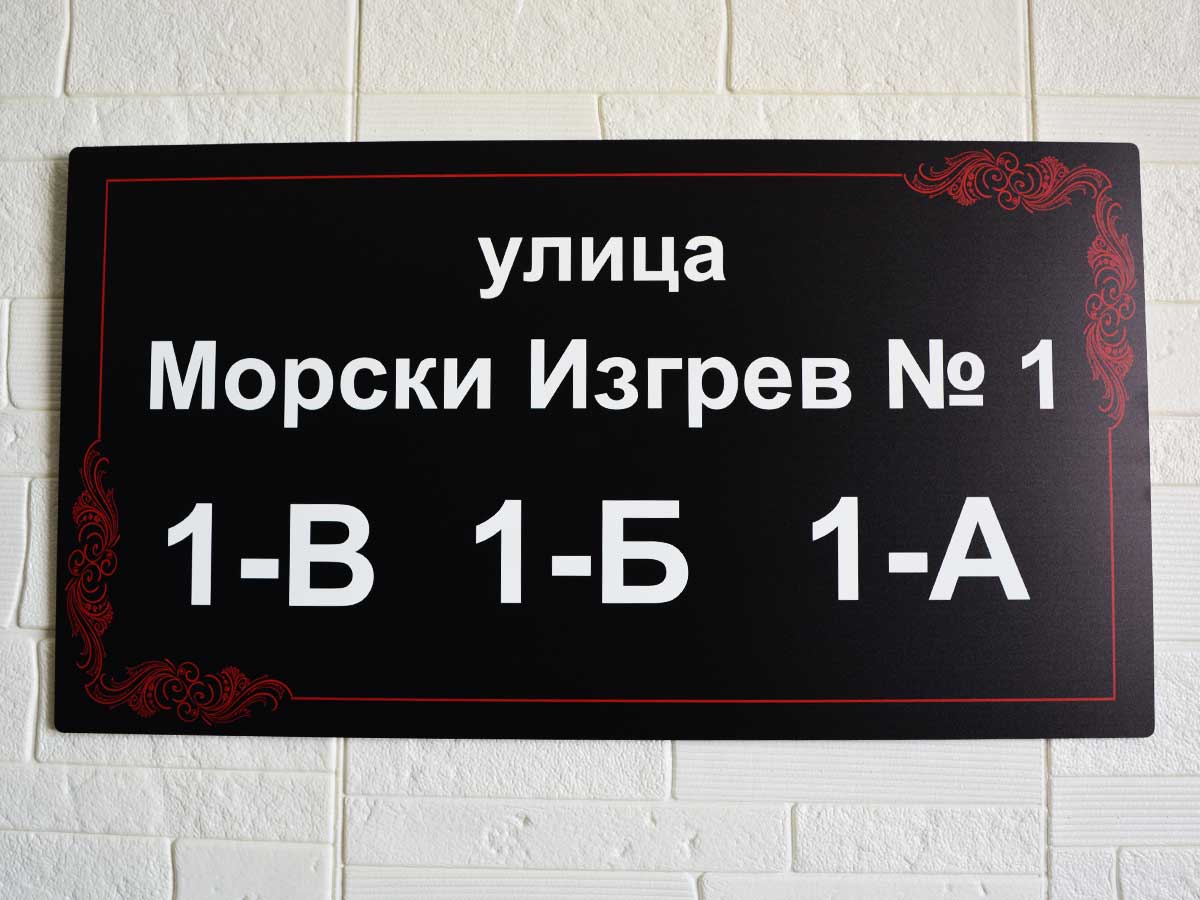 улица
Морски Изгрев № 1
1-В 1-Б 1-А